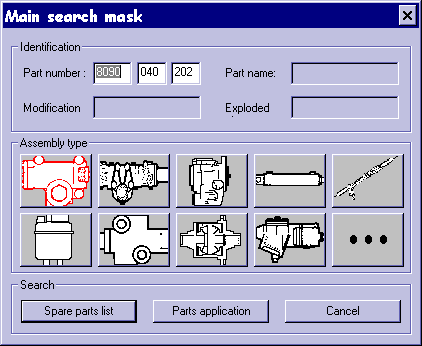 Main search mask
Identification
Part number : 8090 040 202 Part name:
Modification Exploded
Assembly type
Search
Spare parts list Parts application Cancel